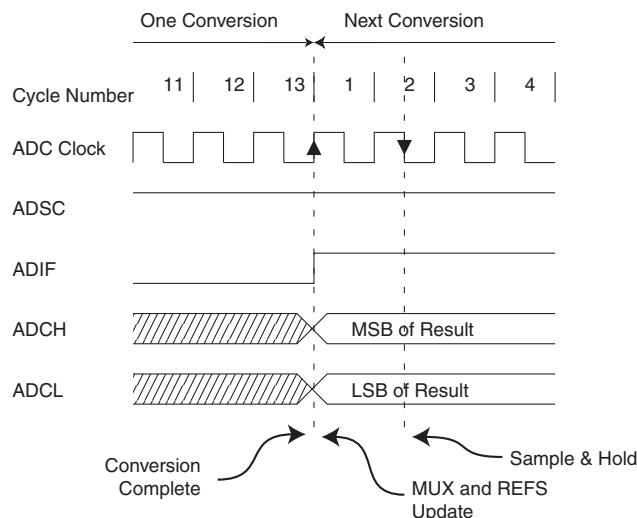 One Conversion Next Conversion
Cycle Number 11 12 13 1 2 3 4
ADC Clock
ADSC
ADIF
ADCH MSB of Result
ADCL LSB of Result
Conversion
Complete
MUX and REFS
Update
Sample & Hold